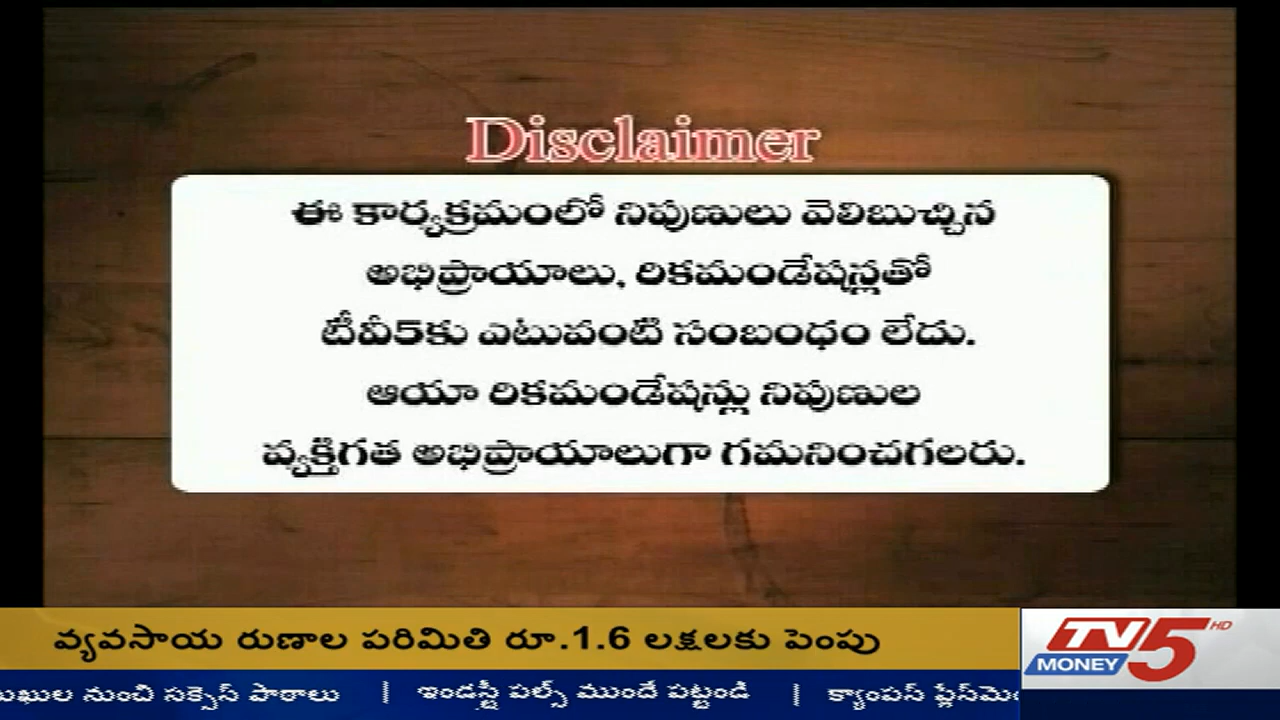 Disclaimer
ఈ కార్యక్రమంలో నిపుణులు వెలిబుచ్చిన
అభిప్రాయాలు, రికమండేషన్లతో
టీవీ5కు ఎటువంటి సంబంధం లేదు.
ఆయా రికమండేషన్లు నిపుణుల
వ్యక్తిగత అభిప్రాయాలుగా గమనించగలరు.
వ్యవసాయ రుణాల పరిమితి రూ.1.6 లక్షలకు పెంపు
TV5 HD
MONEY
నుంచి సక్సెస్ పాఠాలు | ఇండస్ట్రీ పల్స్ ముందే పట్టండి | క్యాంపస్